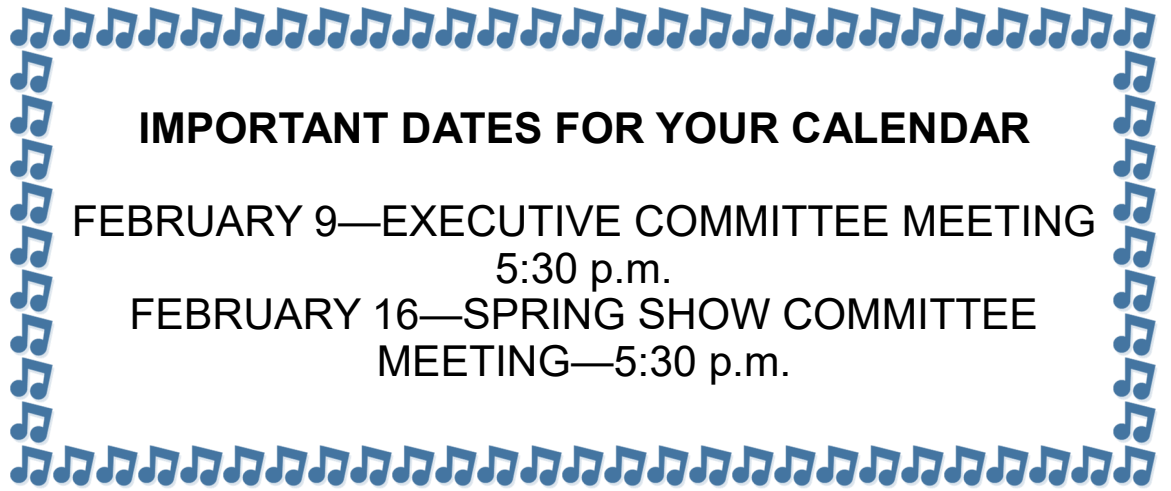 IMPORTANT DATES FOR YOUR CALENDAR
FEBRUARY 9—EXECUTIVE COMMITTEE MEETING
5:30 p.m.
FEBRUARY 16—SPRING SHOW COMMITTEE
MEETING—5:30 p.m.